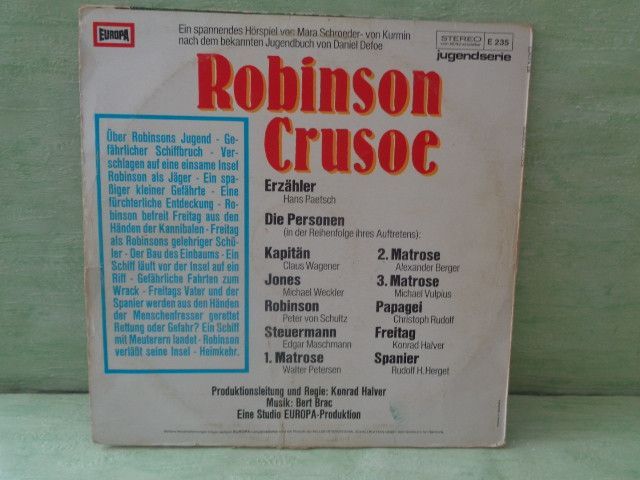 EUROPA
Ein spannendes Hörspiel von Mara Schroeder- von Kurmin
nach dem bekannten Jugendbuch von Daniel Defoe
STEREO
E 235
jugendserie
Robinson
Crusoe
Über Robinsons Jugend - Ge-
fährlicher Schiffbruch - Ver-
schlagen auf eine einsame Insel
Robinson als Jäger - Ein spa-
ßiger kleiner Gefährte - Eine
fürchterliche Entdeckung - Ro-
binson befreit Freitag aus den
Händen der Kannibalen - Freitag
als Robinsons gelehriger Schü-
ler - Der Bau des Einbaums - Ein
Schiff läuft vor der Insel auf ein
Riff - Gefährliche Fahrten zum
Wrack - Freitags Vater und der
Spanier werden aus den Händen
der Menschenfresser gerettet
Rettung oder Gefahr? Ein Schiff
mit Meuterern landet - Robinson
verläßt seine Insel - Heimkehr.
Erzähler
Hans Paetsch
Die Personen
(in der Reihenfolge ihres Auftretens):
Kapitän
Claus Wagener
Jones
Michael Weckler
Robinson
Peter von Schultz
Steuermann
Edgar Maschmann
1. Matrose
Walter Petersen
2. Matrose
Alexander Berger
3. Matrose
Michael Vulpius
Papagei
Christoph Rudolf
Freitag
Konrad Halver
Spanier
Rudolf H. Herget
Produktionsleitung und Regie: Konrad Halver
Musik: Bert Brac
Eine Studio EUROPA-Produktion